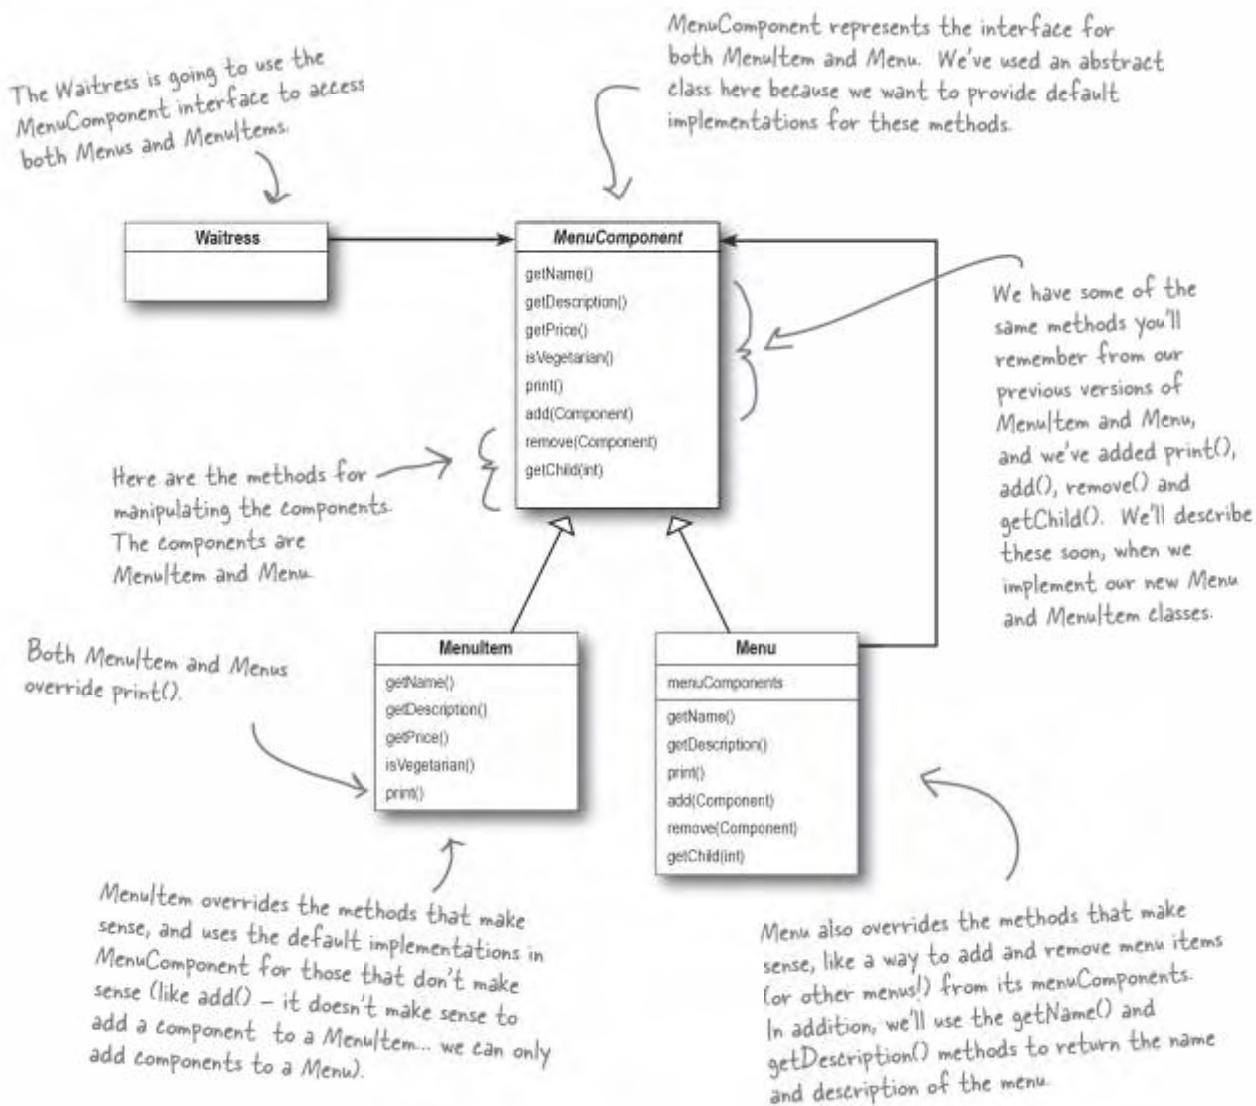 MenuComponent represents the interface for
both MenuItem and Menu. We've used an abstract
class here because we want to provide default
implementations for these methods.
The Waitress is going to use the
MenuComponent interface to access
both Menus and MenuItems.
Waitress
MenuComponent
getName()
getDescription()
getPrice()
isVegetarian()
print()
add(Component)
remove(Component)
getChild(int)
We have some of the
same methods you'll
remember from our
previous versions of
MenuItem and Menu,
and we've added print(),
add(), remove() and
getChild(). We'll describe
these soon, when we
implement our new Menu
and MenuItem classes.
Here are the methods for
manipulating the components.
The components are
MenuItem and Menu.
Both MenuItem and Menus
override print().
MenuItem
getName()
getDescription()
getPrice()
isVegetarian()
print()
Menu
menuComponents
getName()
getDescription()
print()
add(Component)
remove(Component)
getChild(int)
MenuItem overrides the methods that make
sense, and uses the default implementations in
MenuComponent for those that don't make
sense (like add() – it doesn't make sense to
add a component to a MenuItem... we can only
add components to a Menu).
Menu also overrides the methods that make
sense, like a way to add and remove menu items
(or other menus!) from its menuComponents.
In addition, we'll use the getName() and
getDescription() methods to return the name
and description of the menu.